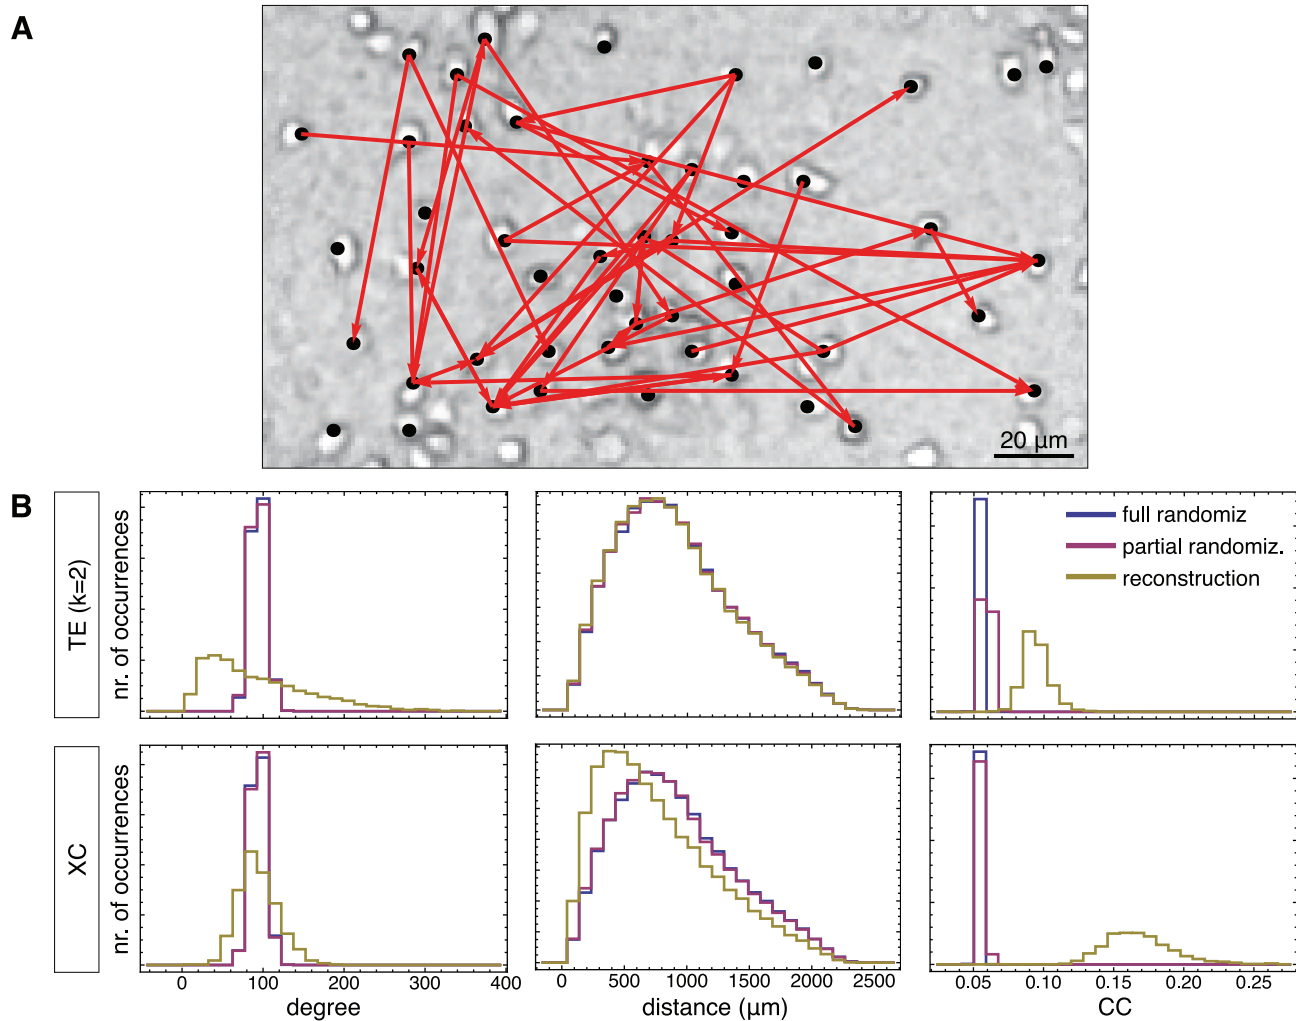 A
20 µm
B
TE (k=2)
nr. of occurrences
full randomiz
partial randomiz.
reconstruction
XC
nr. of occurrences
0 100 200 300 400
degree
0 500 1000 1500 2000 2500
distance (µm)
0.05 0.10 0.15 0.20 0.25
CC